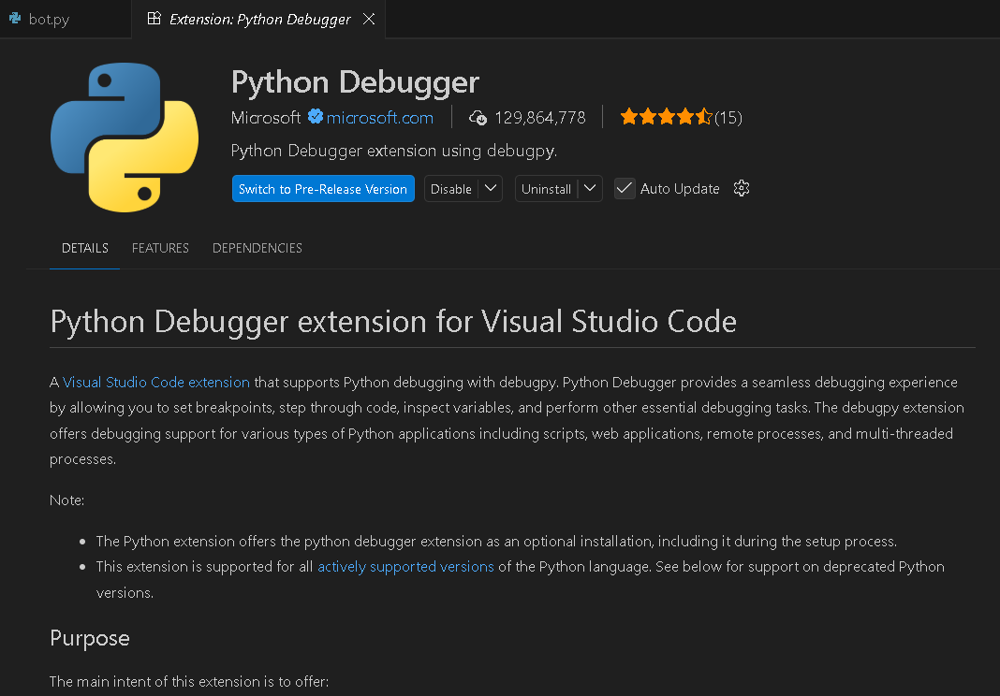 bot.py
Extension: Python Debugger
Python Debugger
Microsoft microsoft.com 129,864,778 (15)
Python Debugger extension using debugpy.
Switch to Pre-Release Version Disable Uninstall Auto Update
DETAILS FEATURES DEPENDENCIES
Python Debugger extension for Visual Studio Code
A Visual Studio Code extension that supports Python debugging with debugpy. Python Debugger provides a seamless debugging experience
by allowing you to set breakpoints, step through code, inspect variables, and perform other essential debugging tasks. The debugpy extension
offers debugging support for various types of Python applications including scripts, web applications, remote processes, and multi-threaded
processes.
Note:
• The Python extension offers the python debugger extension as an optional installation, including it during the setup process.
• This extension is supported for all actively supported versions of the Python language. See below for support on deprecated Python
versions.
Purpose
The main intent of this extension is to offer: